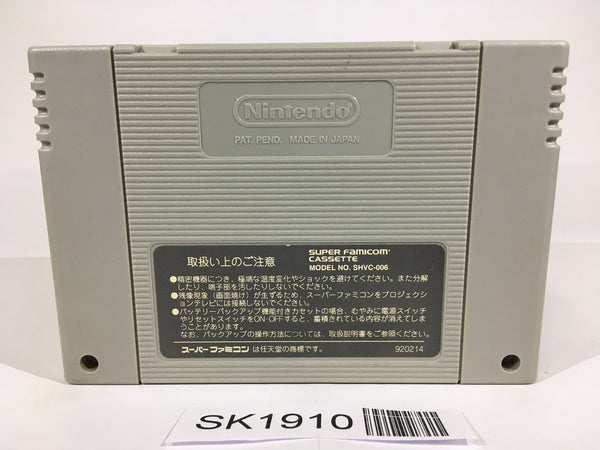 Nintendo
PAT. PEND. MADE IN JAPAN
取扱い上のご注意
SUPER FAMICOM
CASSETTE
MODEL NO. SHVC-006
●精密機器につき、極端な温度変化やショックを避けてください。また分解
したり、端子部を汚したりしないでください。
●残像現象（画面焼け）が生ずるため、スーパーファミコンをプロジェクシ
ョンテレビには接続しないでください。
●バッテリーバックアップ機能付きカセットの場合、むやみに電源スイッチ
やリセットスイッチをON・OFFすると、蓄積されている内容が消えてしま
うことがあります。
なお、バックアップの操作方法については、取扱説明書をご参照ください。
スーパーファミコンは任天堂の商標です。
920214
SK1910